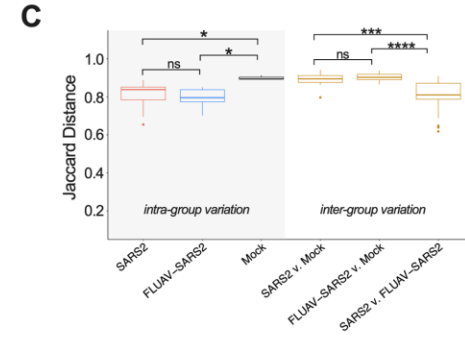 C
* ***
* ns ****
ns
1.0
0.8
0.6
0.4
0.2
Jaccard Distance
intra-group variation inter-group variation
SARS2
FLUAV−SARS2
Mock
SARS2 v. Mock
FLUAV−SARS2 v. Mock
SARS2 v. FLUAV−SARS2